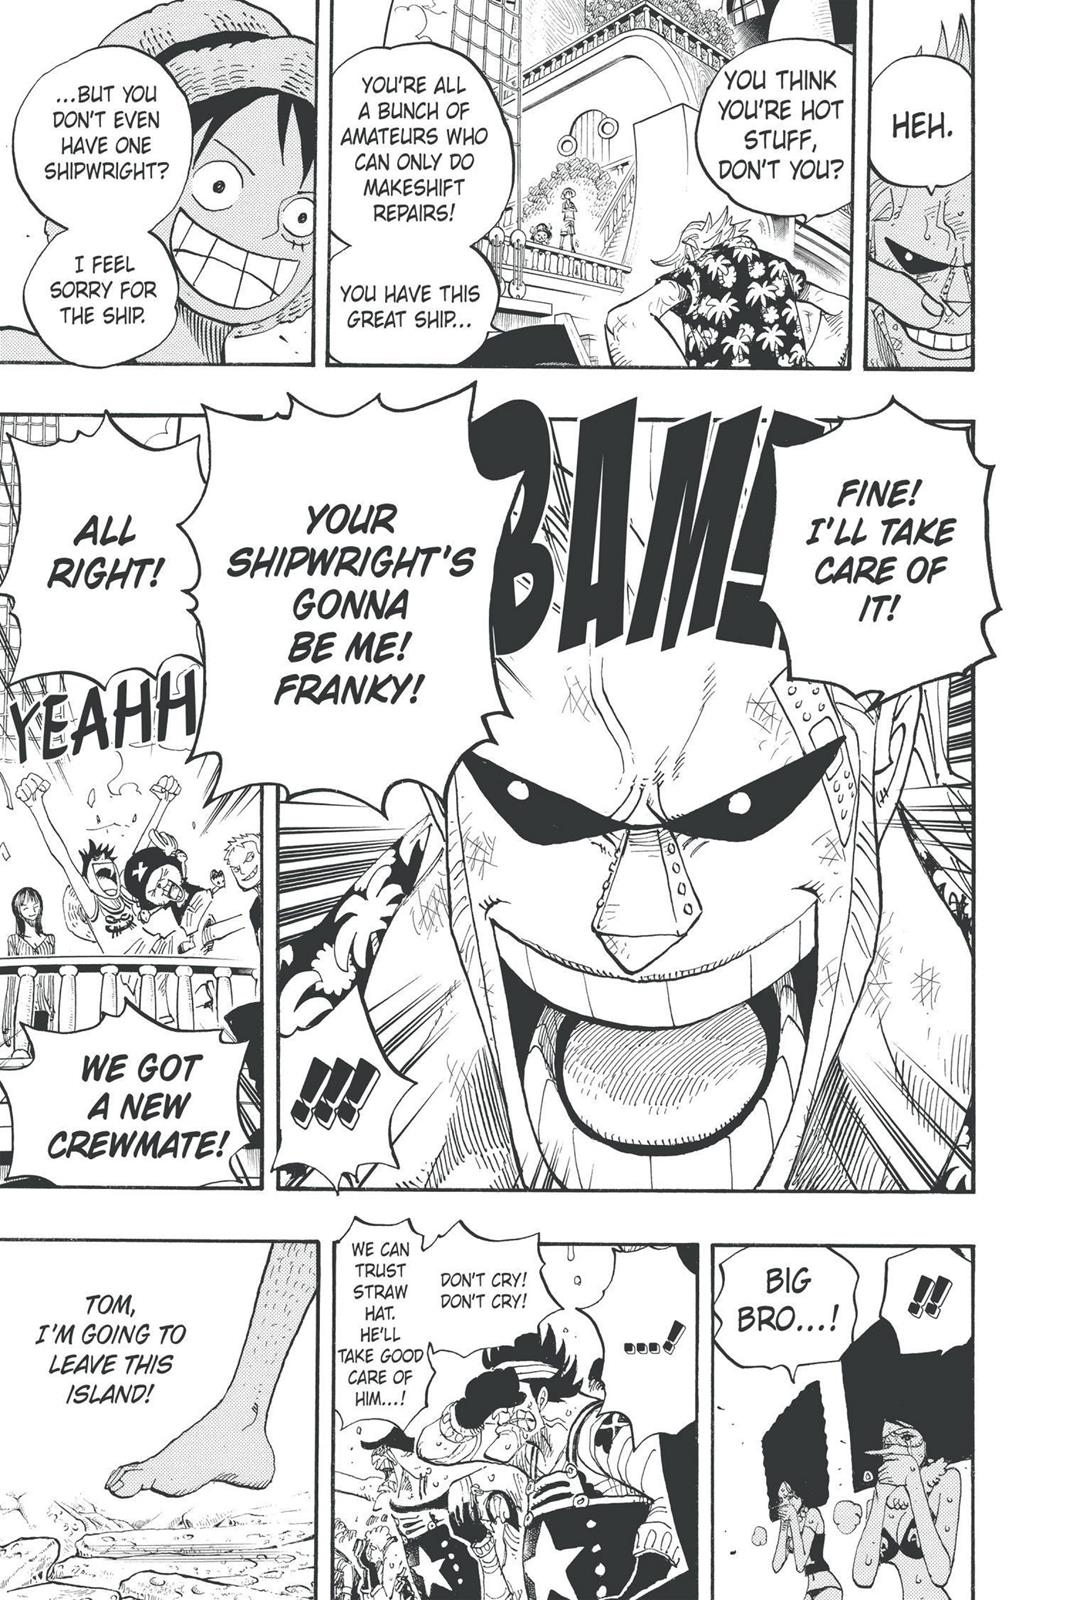 HEH.
YOU THINK
YOU'RE HOT
STUFF,
DON'T YOU?
YOU'RE ALL
A BUNCH OF
AMATEURS WHO
CAN ONLY DO
MAKESHIFT
REPAIRS!
YOU HAVE THIS
GREAT SHIP...
...BUT YOU
DON'T EVEN
HAVE ONE
SHIPWRIGHT?
I FEEL
SORRY FOR
THE SHIP.
FINE!
I'LL TAKE
CARE OF
IT!
BAM!
YOUR
SHIPWRIGHT'S
GONNA
BE ME!
FRANKY!
!!!!
ALL
RIGHT!
YEAHH
WE GOT
A NEW
CREWMATE!
!!
BIG
BRO...!
....!
DON'T CRY!
DON'T CRY!
WE CAN
TRUST
STRAW
HAT.
HE'LL
TAKE GOOD
CARE OF
HIM...!
TOM,
I'M GOING TO
LEAVE THIS
ISLAND!